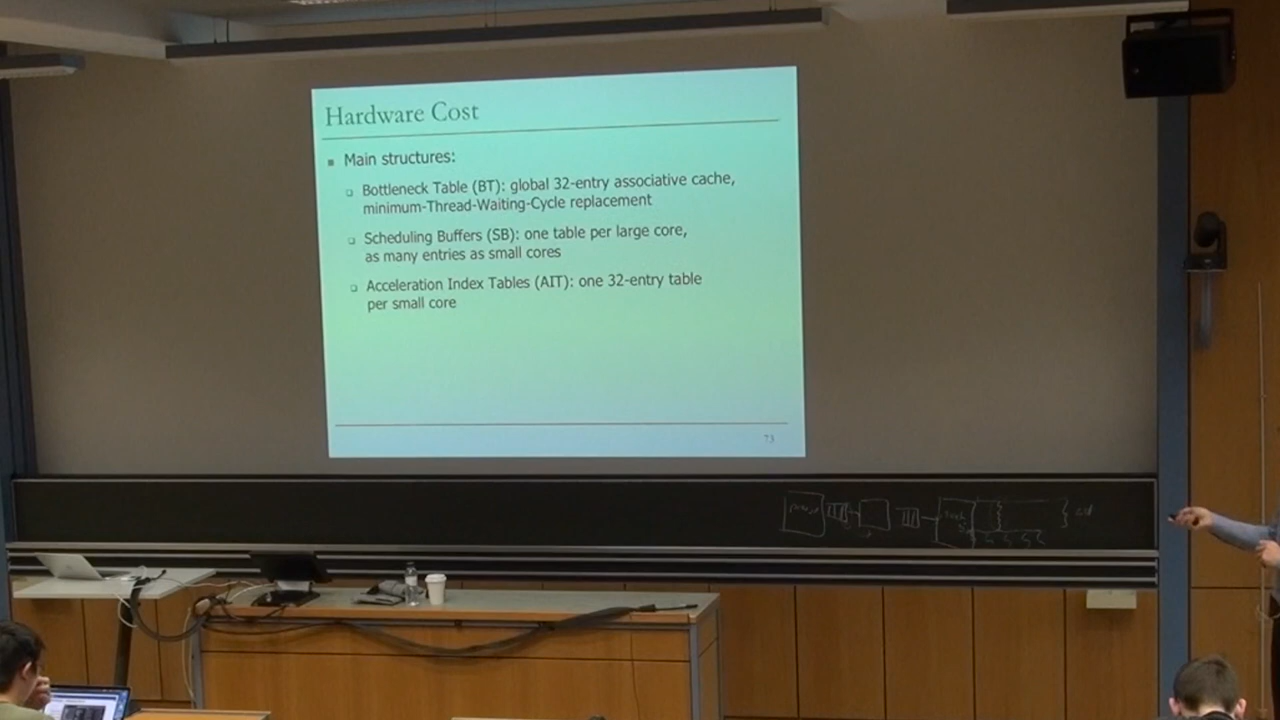 Hardware Cost
Main structures:
Bottleneck Table (BT): global 32-entry associative cache,
minimum-Thread-Waiting-Cycle replacement
Scheduling Buffers (SB): one table per large core,
as many entries as small cores
Acceleration Index Tables (AIT): one 32-entry table
per small core
73